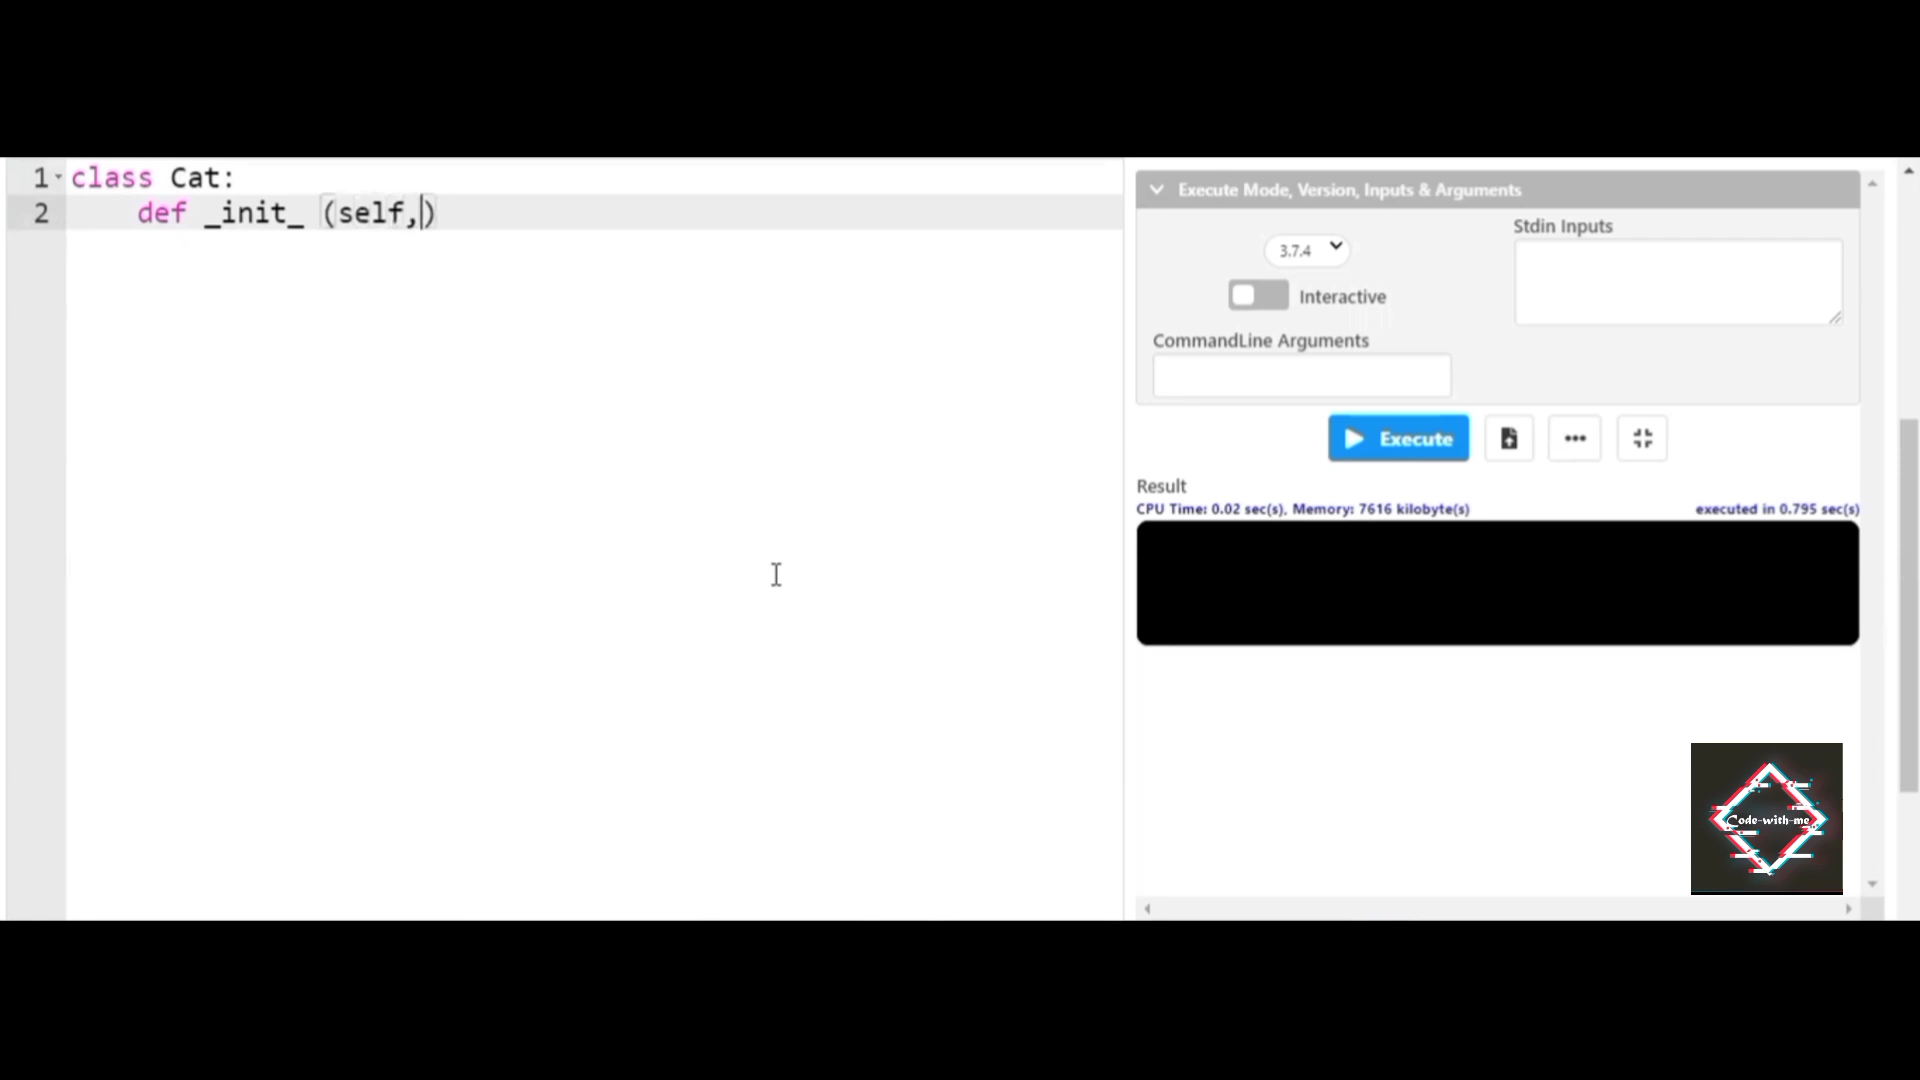 1 class Cat:
2 def _init_ (self,)
Execute Mode, Version, Inputs & Arguments
Stdin Inputs
3.7.4
Interactive
CommandLine Arguments
Execute
Result
CPU Time: 0.02 sec(s), Memory: 7616 kilobyte(s)
executed in 0.795 sec(s)
Code-with-me